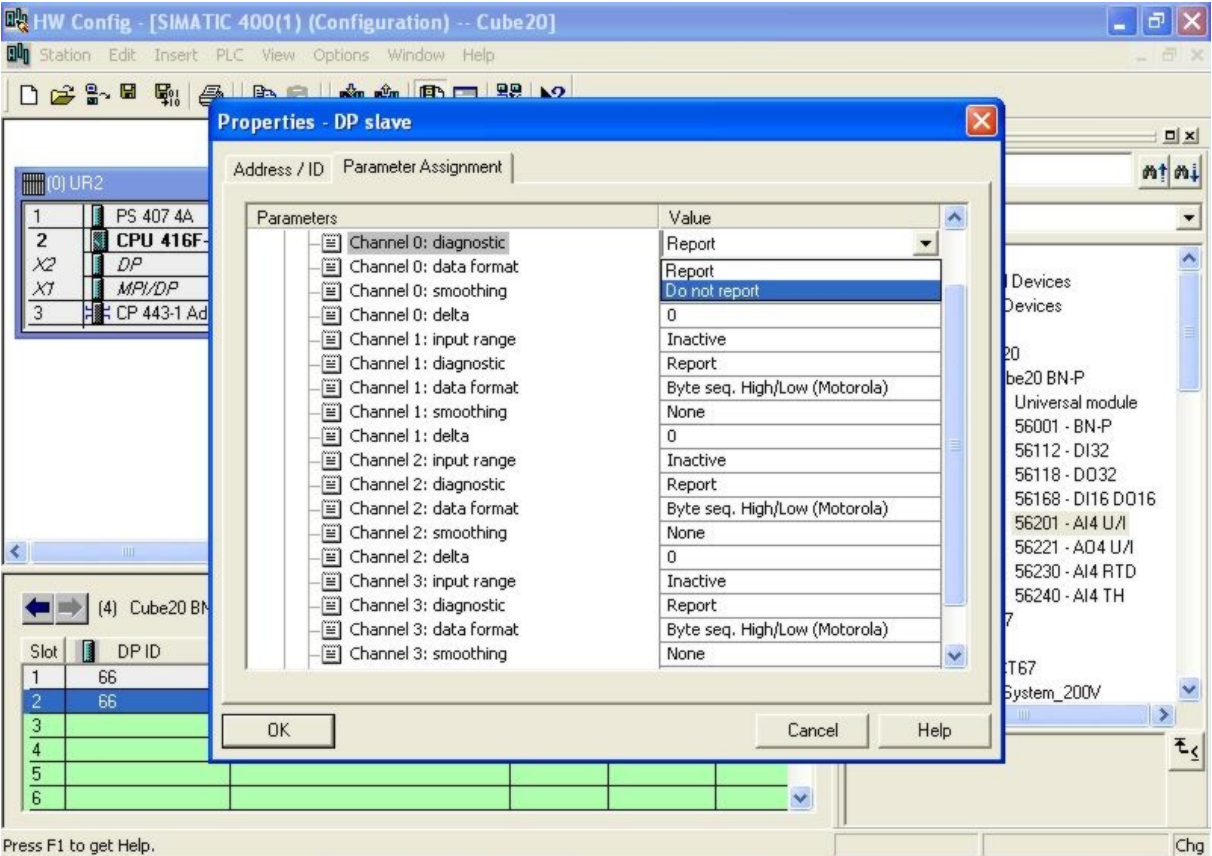 HW Config - [SIMATIC 400(1) (Configuration) -- Cube20]
Station Edit Insert PLC View Options Window Help
(0) UR2
1 PS 407 4A
2 CPU 416F-
X2 DP
X1 MPI/DP
3 CP 443-1 Ad
Properties - DP slave
Address / ID Parameter Assignment
Parameters Value
Channel 0: diagnostic Report
Channel 0: data format Report
Channel 0: smoothing Do not report
Channel 0: delta 0
Channel 1: input range Inactive
Channel 1: diagnostic Report
Channel 1: data format Byte seq. High/Low (Motorola)
Channel 1: smoothing None
Channel 1: delta 0
Channel 2: input range Inactive
Channel 2: diagnostic Report
Channel 2: data format Byte seq. High/Low (Motorola)
Channel 2: smoothing None
Channel 2: delta 0
Channel 3: input range Inactive
Channel 3: diagnostic Report
Channel 3: data format Byte seq. High/Low (Motorola)
Channel 3: smoothing None
OK Cancel Help
Devices
Devices
20
be20 BN-P
Universal module
56001 - BN-P
56112 - DI32
56118 - DO32
56168 - DI16 DO16
56201 - AI4 U/I
56221 - AO4 U/I
56230 - AI4 RTD
56240 - AI4 TH
7
T67
System_200V
(4) Cube20 BN
Slot DP ID
1 66
2 66
3
4
5
6
Press F1 to get Help.
Chg